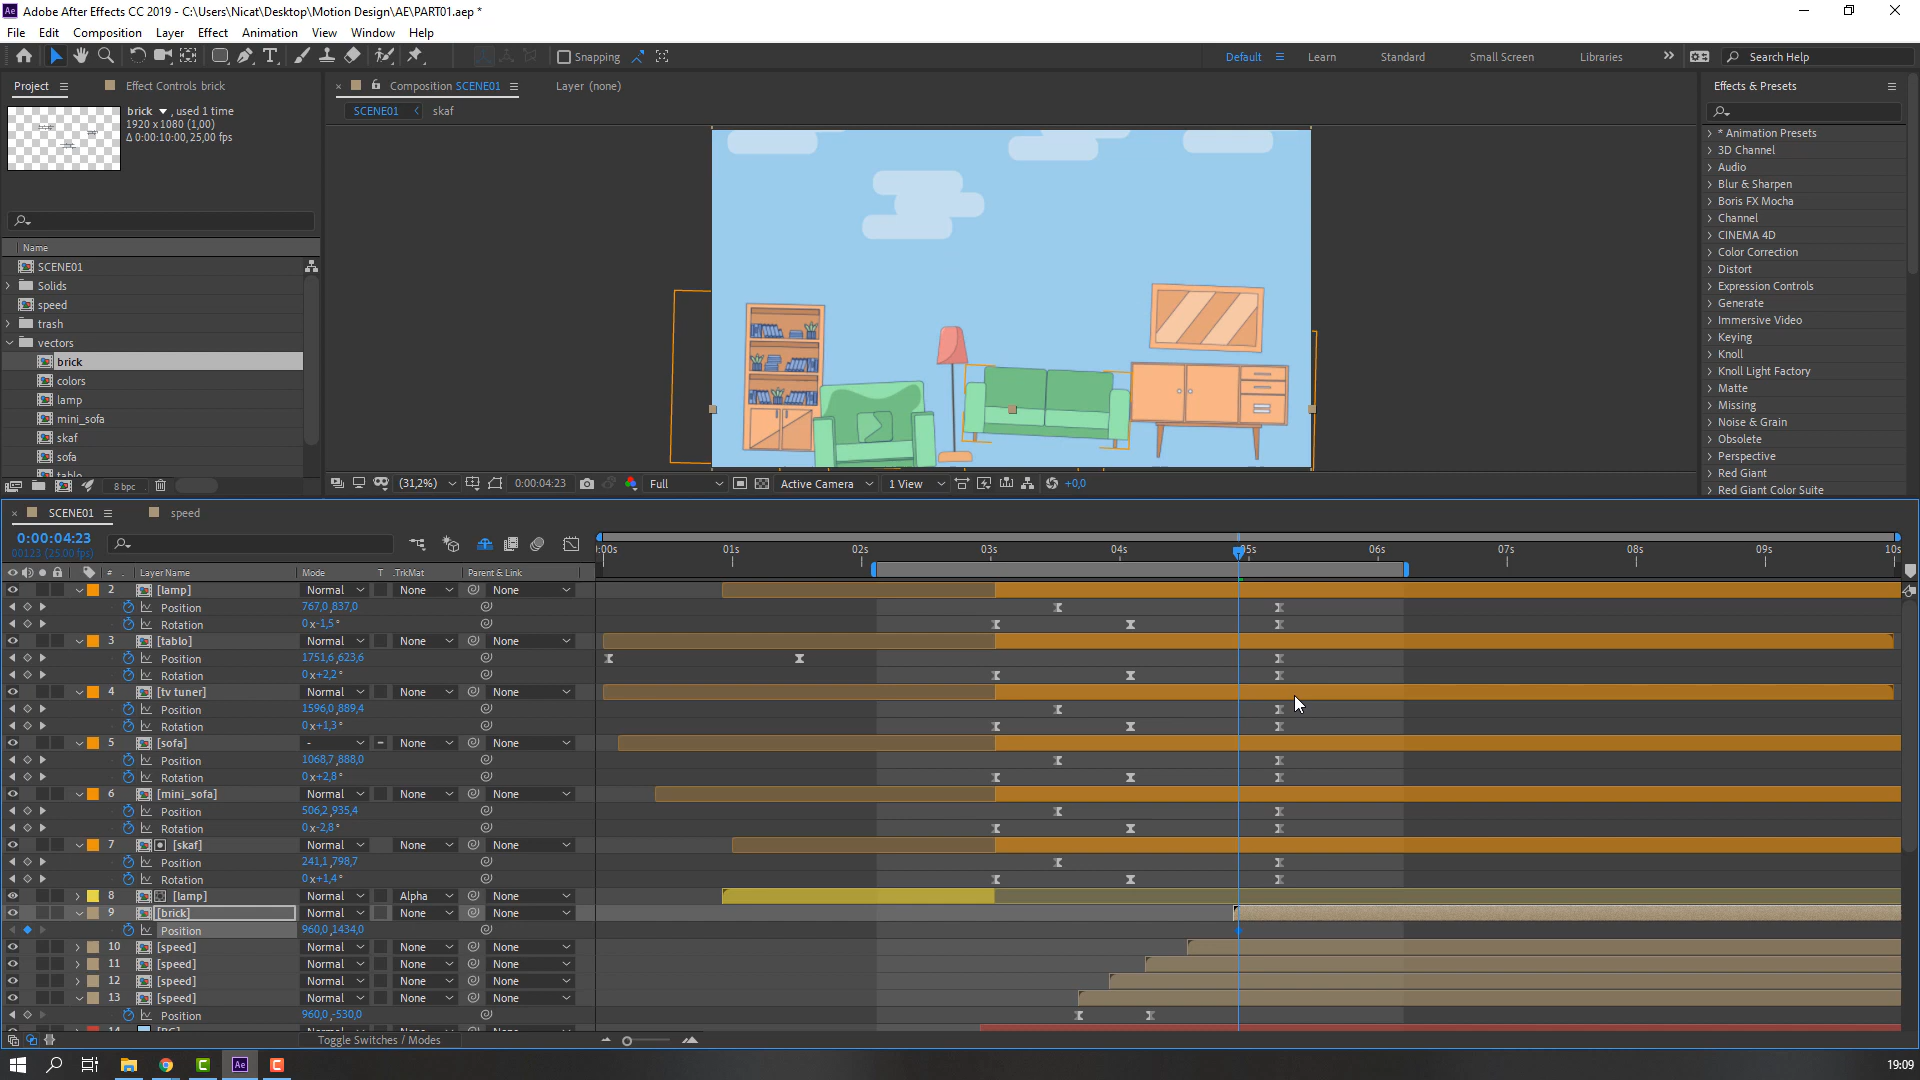 Adobe After Effects CC 2019 - C:\Users\Nicat\Desktop\Motion Design\AE\PART01.aep *
File Edit Composition Layer Effect Animation View Window Help
Snapping
Default Learn Standard Small Screen Libraries Search Help
Project
Effect Controls brick
brick , used 1 time
1920 x 1080 (1,00)
Δ 0:00:10:00, 25,00 fps
Name
SCENE01
Solids
speed
trash
vectors
brick
colors
lamp
mini_sofa
skaf
sofa
8 bpc
Composition SCENE01
Layer (none)
SCENE01 skaf
(31,2%) 0:00:04:23 Full Active Camera 1 View +0,0
Effects & Presets
* Animation Presets
3D Channel
Audio
Blur & Sharpen
Boris FX Mocha
Channel
CINEMA 4D
Color Correction
Distort
Expression Controls
Generate
Immersive Video
Keying
Knoll
Knoll Light Factory
Matte
Missing
Noise & Grain
Obsolete
Perspective
Red Giant
Red Giant Color Suite
SCENE01 speed
0:00:04:23
00123 (25.00 fps)
:00s 01s 02s 03s 04s 05s 06s 07s 08s 09s 10s
# Layer Name Mode T .TrkMat Parent & Link
2 [lamp] Normal None None
Position 767,0,837,0
Rotation 0x-1,5°
3 [tablo] Normal None None
Position 1751,6,623,6
Rotation 0x+2,2°
4 [tv tuner] Normal None None
Position 1596,0,889,4
Rotation 0x+1,3°
5 [sofa] - None None
Position 1068,7,888,0
Rotation 0x+2,8°
6 [mini_sofa] Normal None None
Position 506,2,935,4
Rotation 0x-2,8°
7 [skaf] Normal None None
Position 241,1,798,7
Rotation 0x+1,4°
8 [lamp] Normal Alpha None
9 [brick] Normal None None
Position 960,0,1434,0
10 [speed] Normal None None
11 [speed] Normal None None
12 [speed] Normal None None
13 [speed] Normal None None
Position 960,0,-530,0
Toggle Switches / Modes
19:09